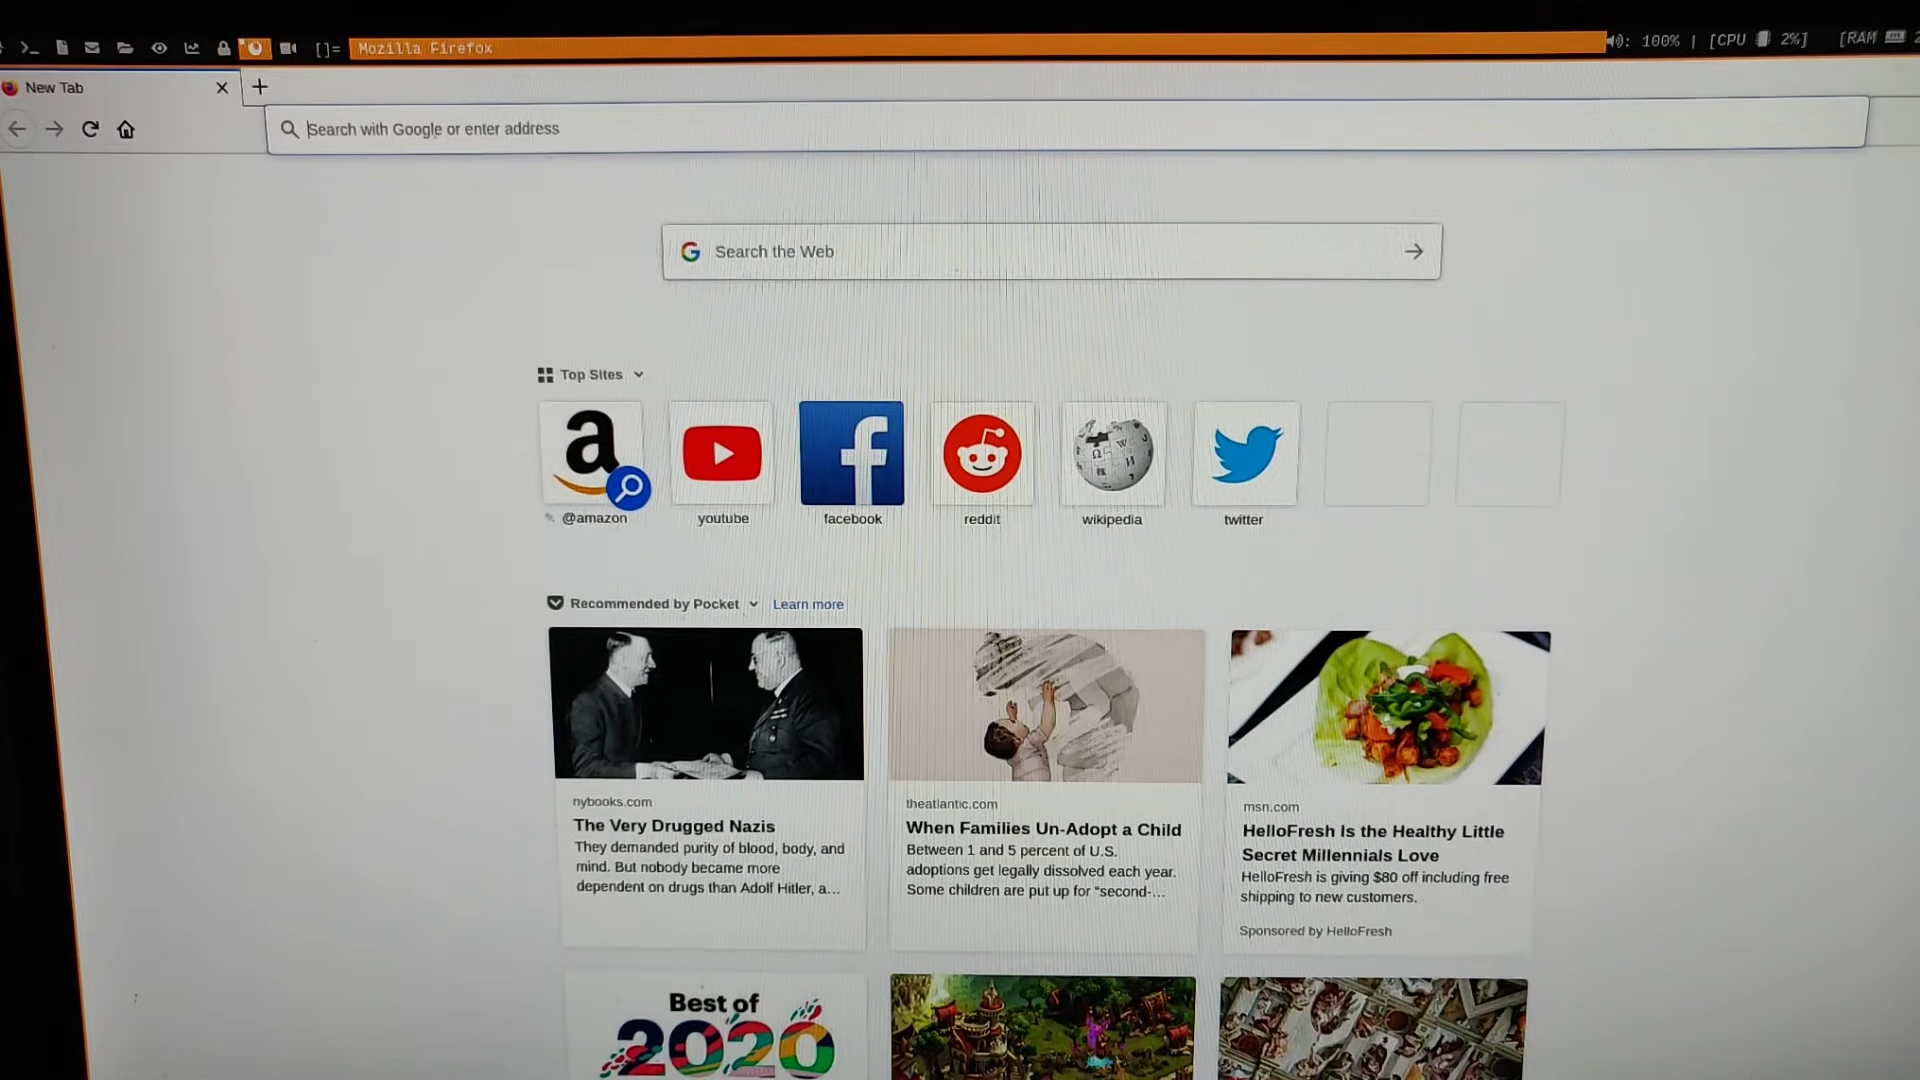 []= Mozilla Firefox 100% | [CPU 2%] [RAM
New Tab
Search with Google or enter address
Search the Web
Top Sites
@amazon youtube facebook reddit wikipedia twitter
Recommended by Pocket Learn more
nybooks.com
The Very Drugged Nazis
They demanded purity of blood, body, and
mind. But nobody became more
dependent on drugs than Adolf Hitler, a...
theatlantic.com
When Families Un-Adopt a Child
Between 1 and 5 percent of U.S.
adoptions get legally dissolved each year.
Some children are put up for “second-...
msn.com
HelloFresh Is the Healthy Little
Secret Millennials Love
HelloFresh is giving $80 off including free
shipping to new customers.
Sponsored by HelloFresh
Best of
2020